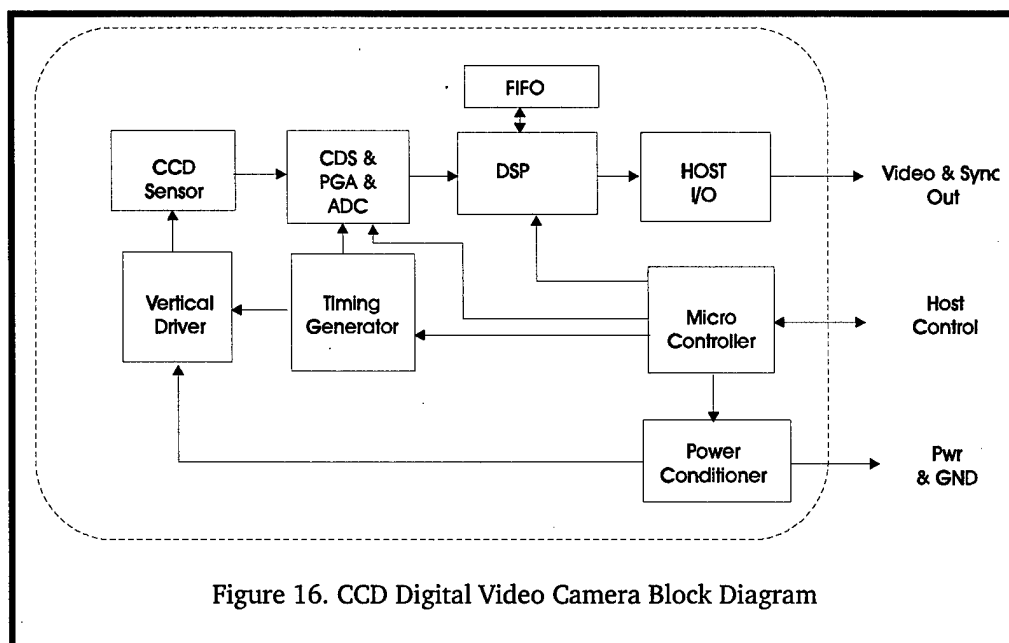 FIFO
CCD
Sensor
CDS &
PGA &
ADC
DSP
HOST
I/O
Video & Sync
Out
Vertical
Driver
Timing
Generator
Micro
Controller
Host
Control
Power
Conditioner
Pwr
& GND
Figure 16. CCD Digital Video Camera Block Diagram